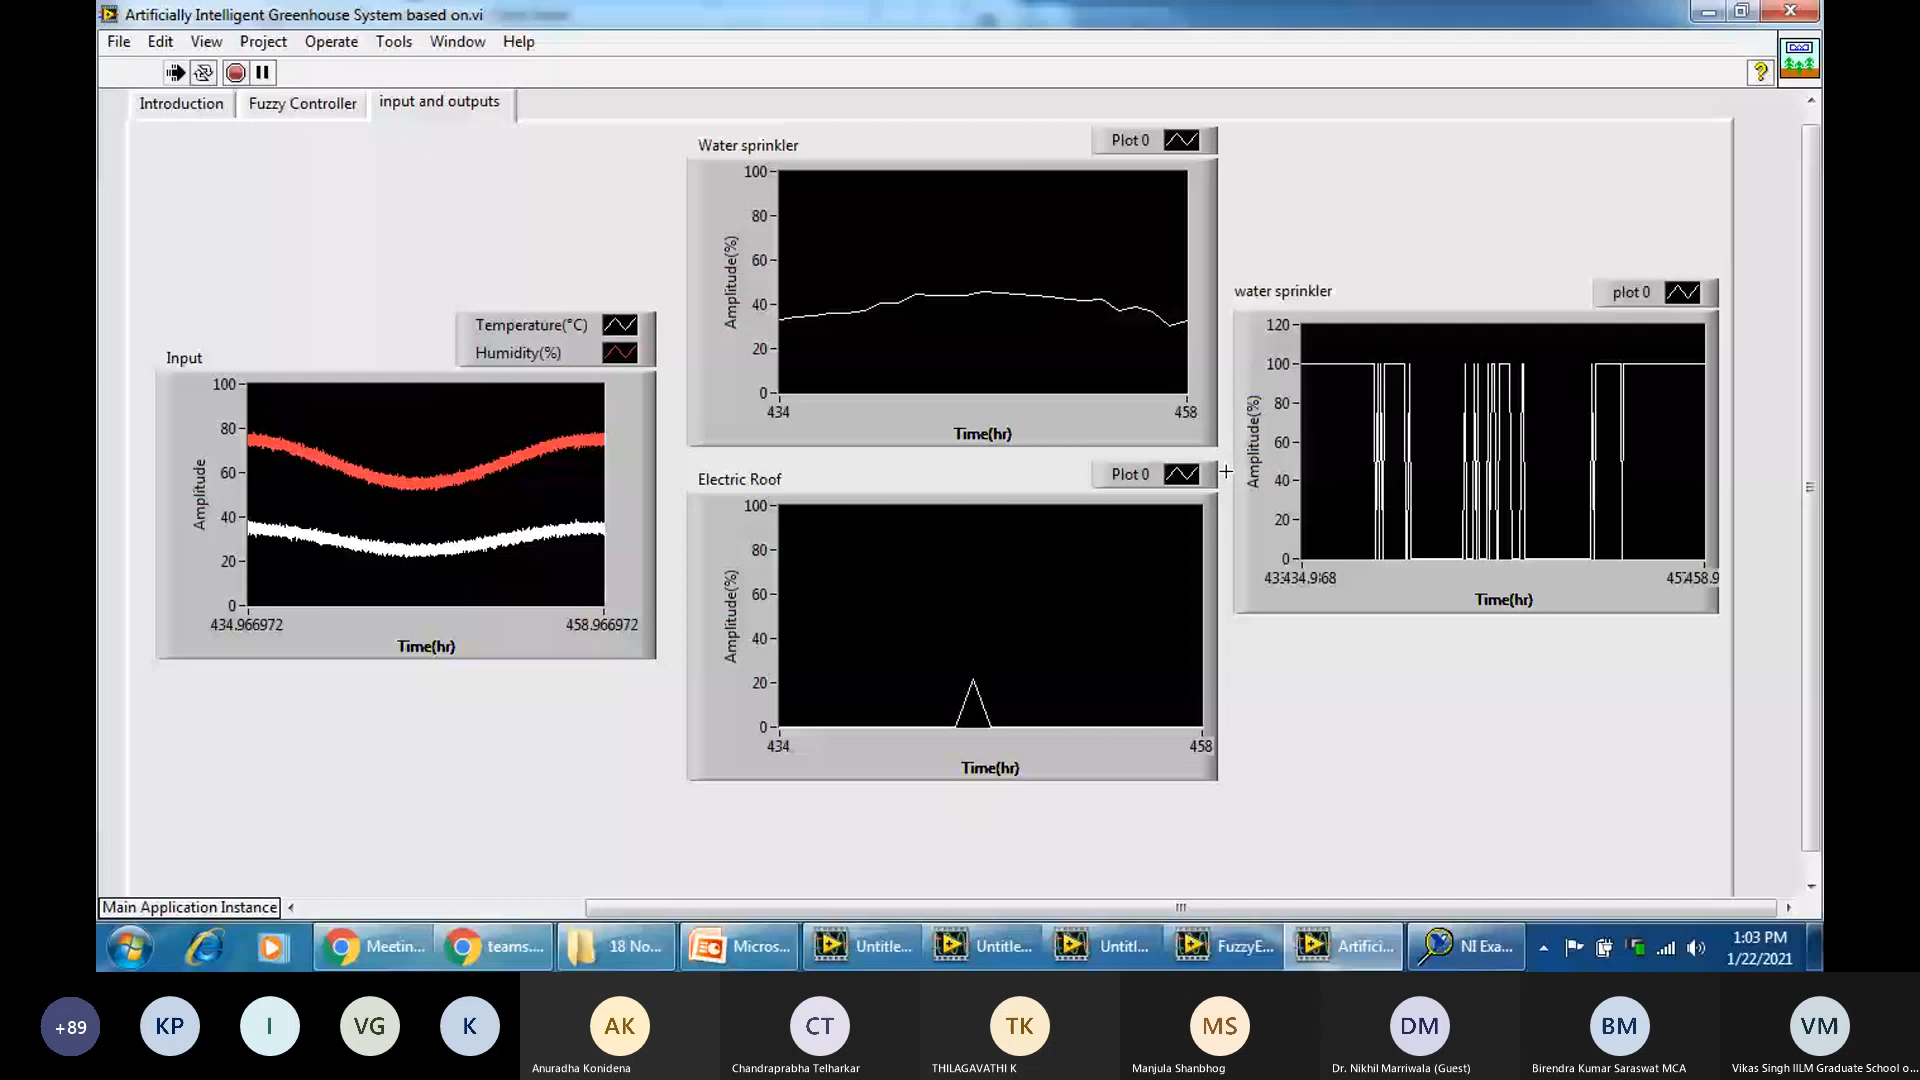 Artificially Intelligent Greenhouse System based on.vi
File Edit View Project Operate Tools Window Help
Introduction Fuzzy Controller input and outputs
Water sprinkler
Plot 0
100
80
60
40
20
0
Amplitude(%)
434 458
Time(hr)
Temperature(°C)
Humidity(%)
Input
100
80
60
40
20
0
Amplitude
434.966972 458.966972
Time(hr)
Electric Roof
Plot 0
100
80
60
40
20
0
Amplitude(%)
434 458
Time(hr)
water sprinkler
plot 0
120
100
80
60
40
20
0
Amplitude(%)
Time(hr)
Main Application Instance
Meetin... teams.... 18 No... Micros... Untitle... Untitle... Untitl... FuzzyE... Artifici... NI Exa...
1:03 PM
1/22/2021
+89 KP I VG K AK CT TK MS DM BM VM
Anuradha Konidena Chandraprabha Telharkar THILAGAVATHI K Manjula Shanbhog Dr. Nikhil Marriwala (Guest) Birendra Kumar Saraswat MCA Vikas Singh IILM Graduate School o...